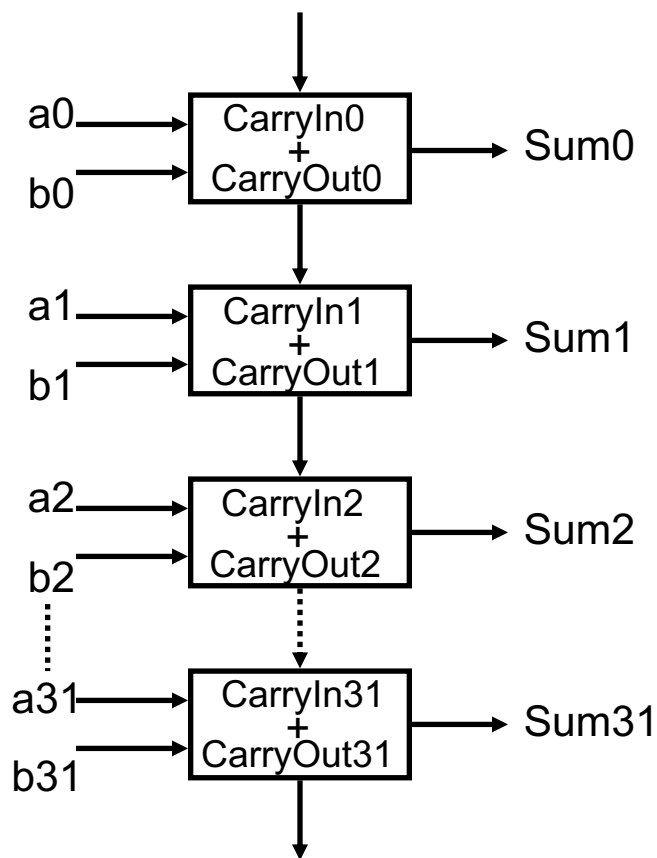 a0
b0
CarryIn0
+
CarryOut0
Sum0
a1
b1
CarryIn1
+
CarryOut1
Sum1
a2
b2
CarryIn2
+
CarryOut2
Sum2
a31
b31
CarryIn31
+
CarryOut31
Sum31